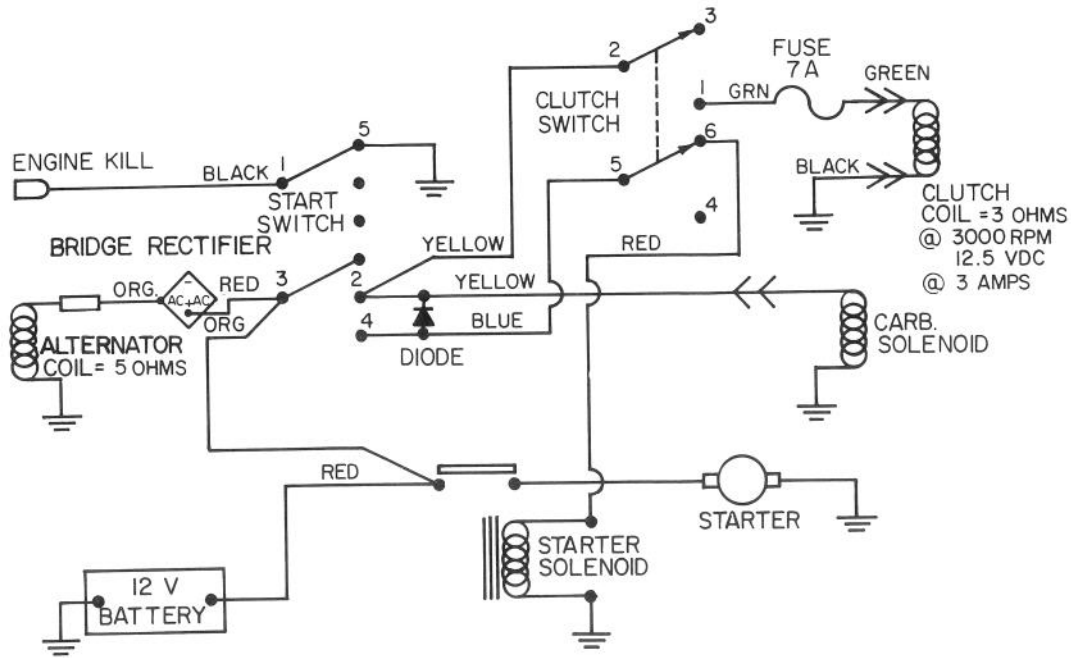 3
2
FUSE
7A
GREEN
CLUTCH
SWITCH
1
GRN
6
5
BLACK
4
RED
CLUTCH
COIL = 3 OHMS
@ 3000 RPM
12.5 VDC
@ 3 AMPS
ENGINE KILL
BLACK
1
5
START
SWITCH
BRIDGE RECTIFIER
ORG.
-
AC+AC
RED
ORG
3
2
4
YELLOW
YELLOW
BLUE
DIODE
ALTERNATOR
COIL= 5 OHMS
CARB.
SOLENOID
RED
STARTER
STARTER
SOLENOID
12 V
BATTERY